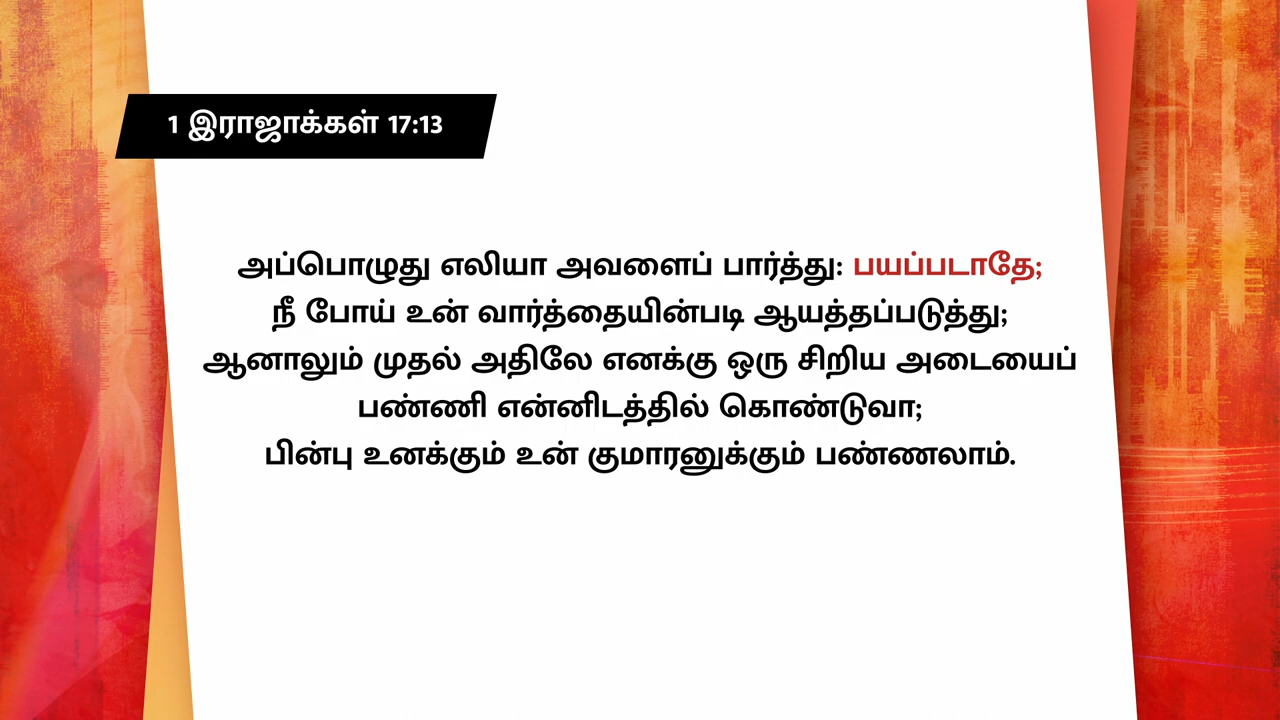 1 இராஜாக்கள் 17:13
அப்பொழுது எலியா அவளைப் பார்த்து: பயப்படாதே;
நீ போய் உன் வார்த்தையின்படி ஆயத்தப்படுத்து;
ஆனாலும் முதல் அதிலே எனக்கு ஒரு சிறிய அடையைப்
பண்ணி என்னிடத்தில் கொண்டுவா;
பின்பு உனக்கும் உன் குமாரனுக்கும் பண்ணலாம்.